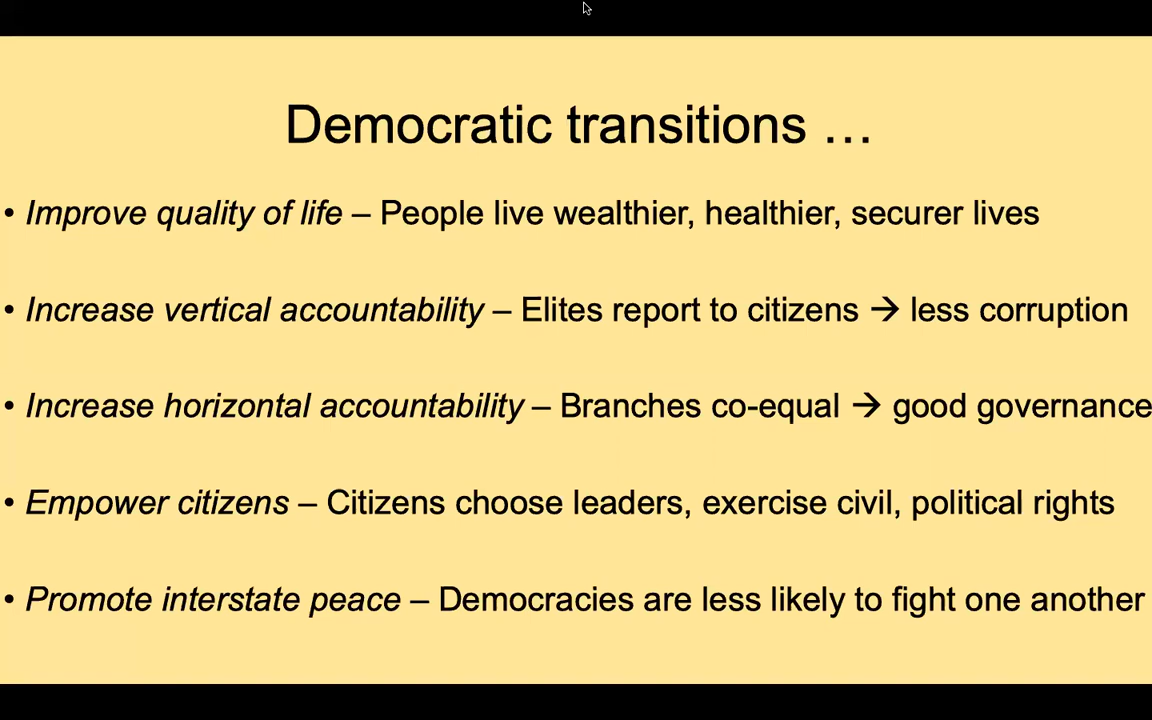 Democratic transitions …
• Improve quality of life – People live wealthier, healthier, securer lives
• Increase vertical accountability – Elites report to citizens → less corruption
• Increase horizontal accountability – Branches co-equal → good governance
• Empower citizens – Citizens choose leaders, exercise civil, political rights
• Promote interstate peace – Democracies are less likely to fight one another